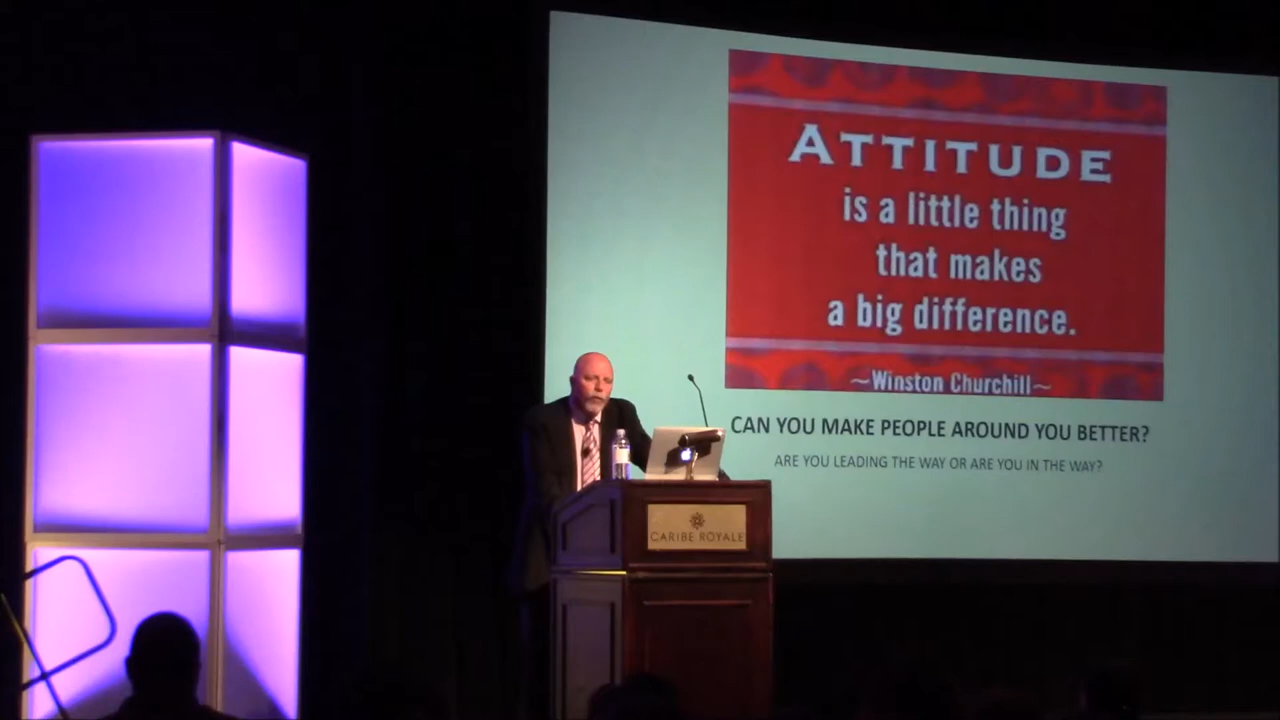 ATTITUDE
is a little thing
that makes
a big difference.
~Winston Churchill~
CAN YOU MAKE PEOPLE AROUND YOU BETTER?
ARE YOU LEADING THE WAY OR ARE YOU IN THE WAY?
CARIBE ROYALE